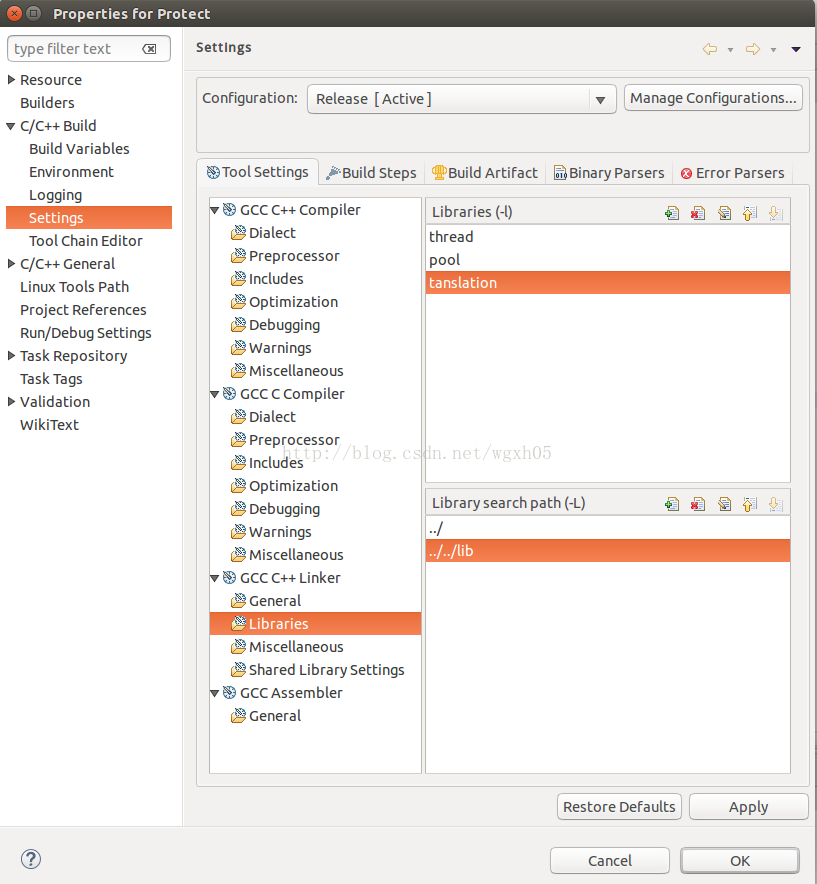 Properties for Protect
type filter text
Settings
Resource
Builders
C/C++ Build
Build Variables
Environment
Logging
Settings
Tool Chain Editor
C/C++ General
Linux Tools Path
Project References
Run/Debug Settings
Task Repository
Task Tags
Validation
WikiText
Configuration: Release [ Active ] Manage Configurations...
Tool Settings Build Steps Build Artifact Binary Parsers Error Parsers
GCC C++ Compiler
Dialect
Preprocessor
Includes
Optimization
Debugging
Warnings
Miscellaneous
GCC C Compiler
Dialect
Preprocessor
Includes
Optimization
Debugging
Warnings
Miscellaneous
GCC C++ Linker
General
Libraries
Miscellaneous
Shared Library Settings
GCC Assembler
General
Libraries (-l)
thread
pool
tanslation
http://blog.csdn.net/wgxh05
Library search path (-L)
../
../../lib
Restore Defaults Apply
? Cancel OK